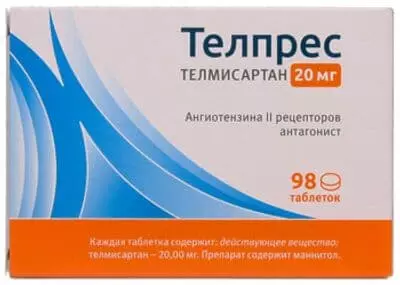 Телпрес
ТЕЛМИСАРТАН 20 мг
Ангиотензина II рецепторов
антагонист
98
таблеток
Каждая таблетка содержит: действующее вещество:
телмисартан – 20,00 мг. Препарат содержит маннитол.